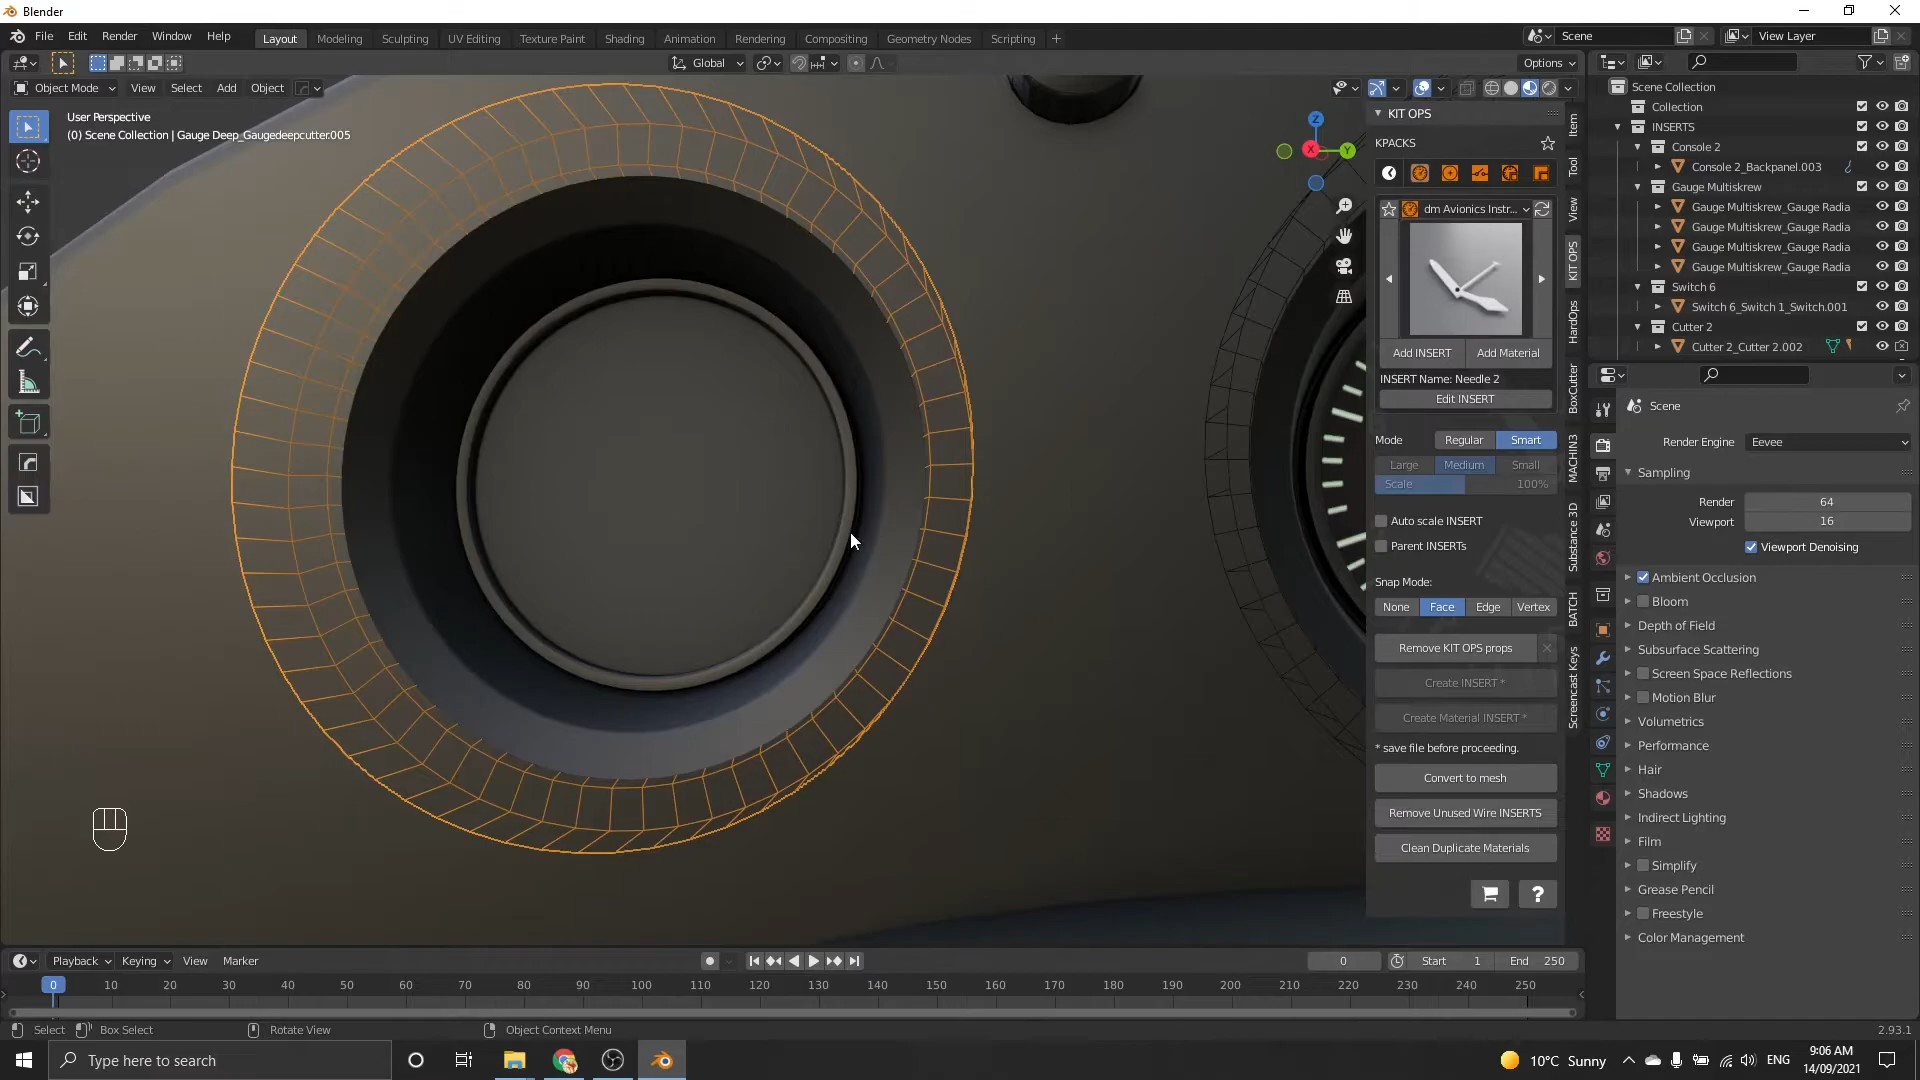 Blender
File Edit Render Window Help
Layout Modeling Sculpting UV Editing Texture Paint Shading Animation Rendering Compositing Geometry Nodes Scripting +
Scene
View Layer
Global
Options
Object Mode View Select Add Object
User Perspective
(0) Scene Collection | Gauge Deep_Gaugedeepcutter.005
Z
X
Y
KIT OPS
KPACKS
dm Avionics Instr...
Add INSERT Add Material
INSERT Name: Needle 2
Edit INSERT
Mode Regular Smart
Large Medium Small
Scale 100%
Auto scale INSERT
Parent INSERTs
Snap Mode:
None Face Edge Vertex
Remove KIT OPS props
Create INSERT *
Create Material INSERT *
* save file before proceeding.
Convert to mesh
Remove Unused Wire INSERTS
Clean Duplicate Materials
?
Item
Tool
View
KIT OPS
HardOps
BoxCutter
MACHIN3
Substance 3D
BATCH
Screencast Keys
Scene Collection
Collection
INSERTS
Console 2
Console 2_Backpanel.003
Gauge Multiskrew
Gauge Multiskrew_Gauge Radia
Gauge Multiskrew_Gauge Radia
Gauge Multiskrew_Gauge Radia
Gauge Multiskrew_Gauge Radia
Switch 6
Switch 6_Switch 1_Switch.001
Cutter 2
Cutter 2_Cutter 2.002
Scene
Render Engine Eevee
Sampling
Render 64
Viewport 16
Viewport Denoising
Ambient Occlusion
Bloom
Depth of Field
Subsurface Scattering
Screen Space Reflections
Motion Blur
Volumetrics
Performance
Hair
Shadows
Indirect Lighting
Film
Simplify
Grease Pencil
Freestyle
Color Management
Playback Keying View Marker
0 Start 1 End 250
0 10 20 30 40 50 60 70 80 90 100 110 120 130 140 150 160 170 180 190 200 210 220 230 240 250
Select Box Select Rotate View Object Context Menu 2.93.1
Type here to search
10°C Sunny ENG
9:06 AM
14/09/2021